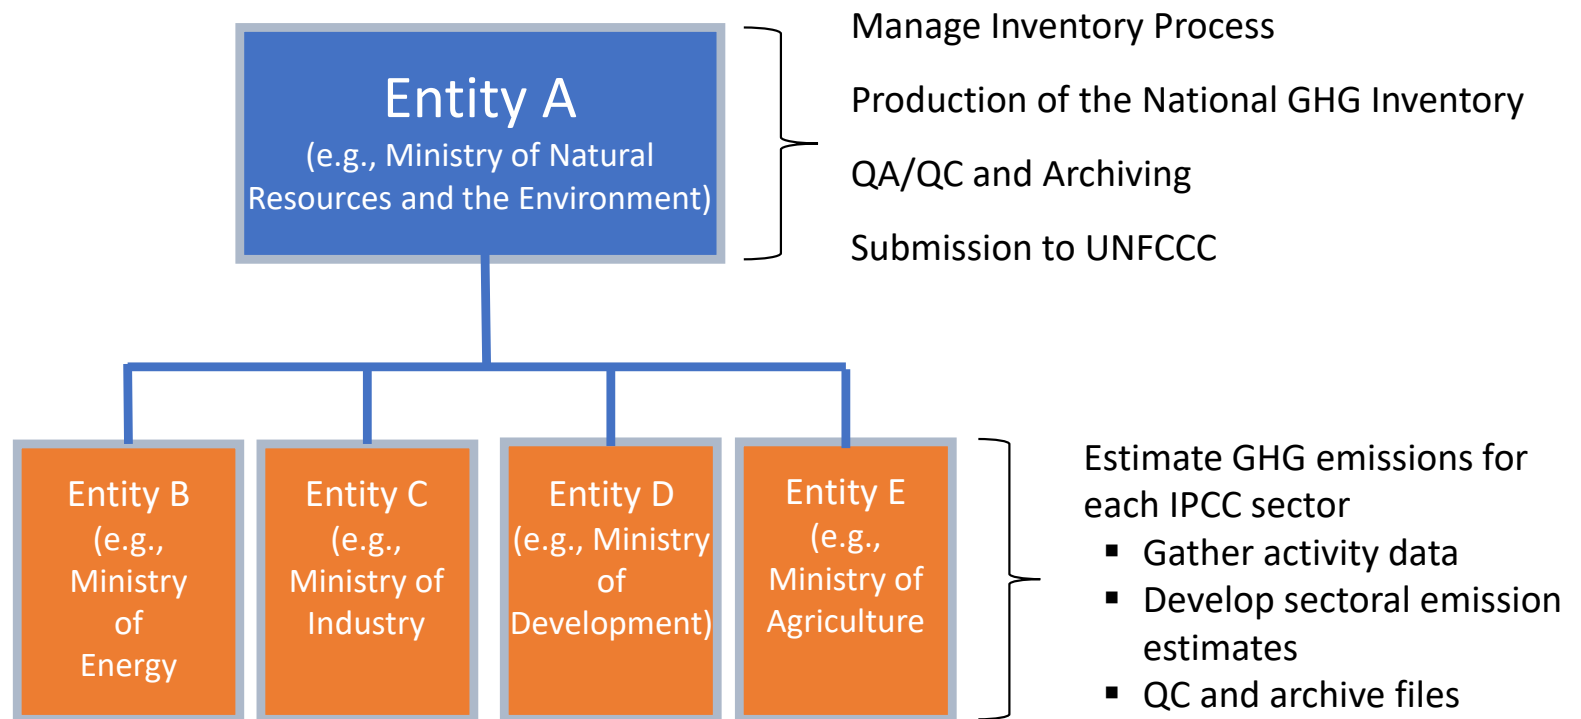 Entity A
(e.g., Ministry of Natural
Resources and the Environment)
Manage Inventory Process
Production of the National GHG Inventory
QA/QC and Archiving
Submission to UNFCCC
Entity B
(e.g.,
Ministry
of
Energy
Entity C
(e.g.,
Ministry of
Industry
Entity D
(e.g., Ministry
of
Development)
Entity E
(e.g.,
Ministry of
Agriculture
Estimate GHG emissions for
each IPCC sector
▪ Gather activity data
▪ Develop sectoral emission
estimates
▪ QC and archive files